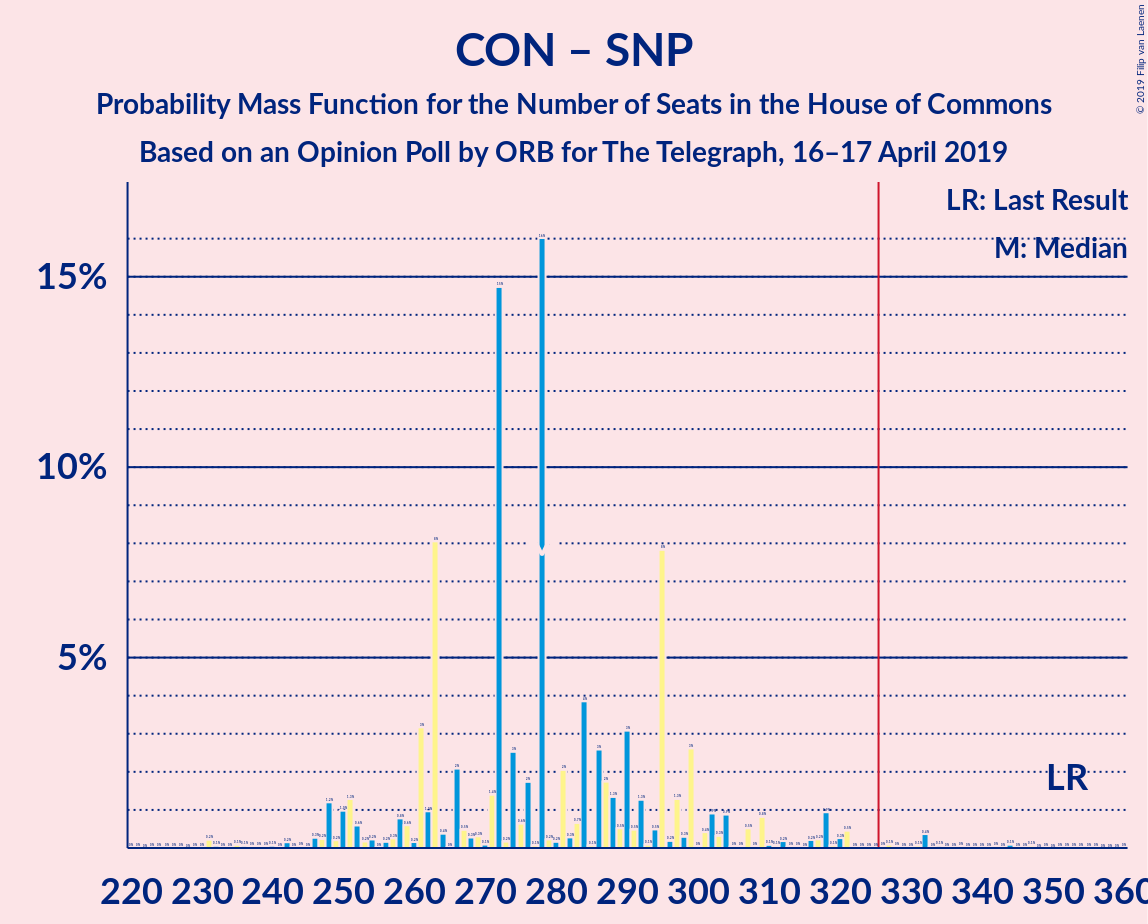 CON – SNP
Probability Mass Function for the Number of Seats in the House of Commons
Based on an Opinion Poll by ORB for The Telegraph, 16–17 April 2019
© 2019 Filip van Laenen
LR: Last Result
M: Median
15%
10%
5%
LR
220 230 240 250 260 270 280 290 300 310 320 330 340 350 360